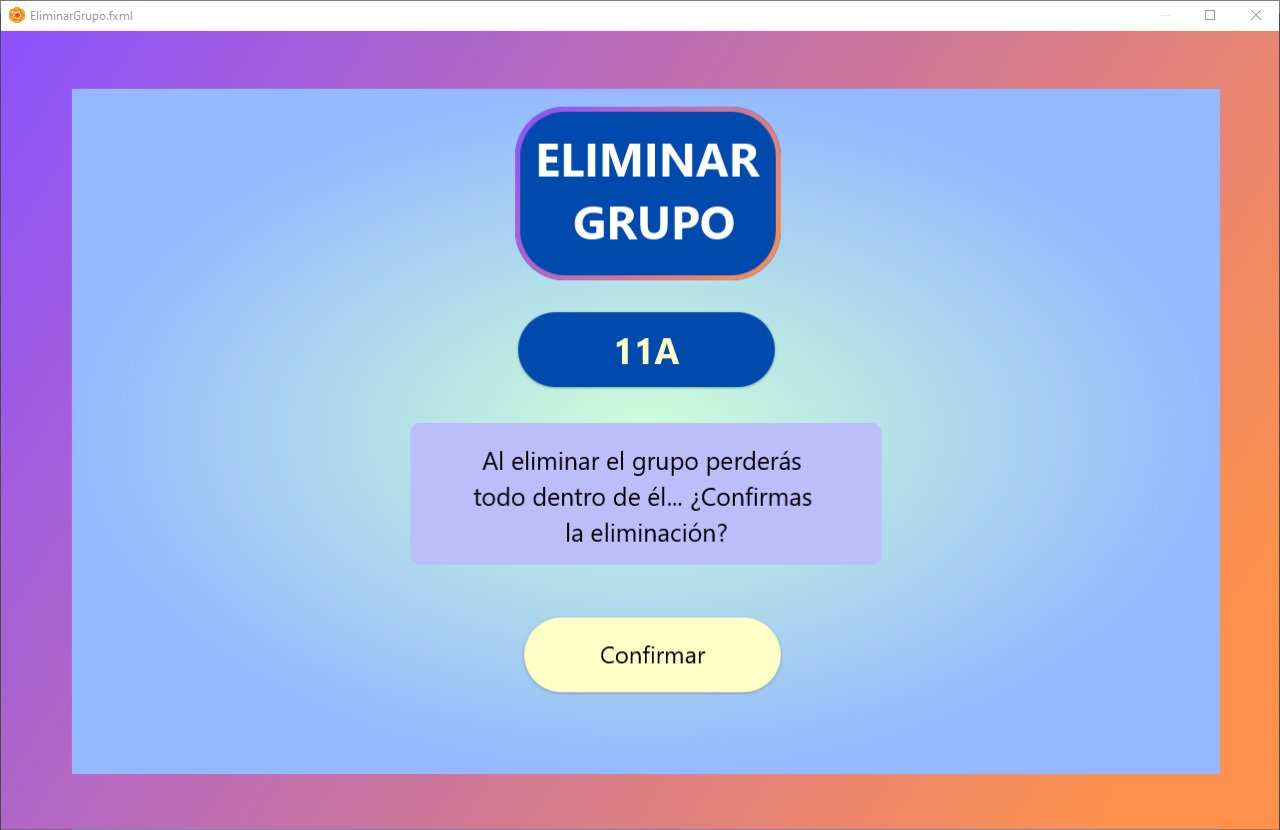 EliminarGrupo.fxml
ELIMINAR
GRUPO
11A
Al eliminar el grupo perderás
todo dentro de él... ¿Confirmas
la eliminación?
Confirmar